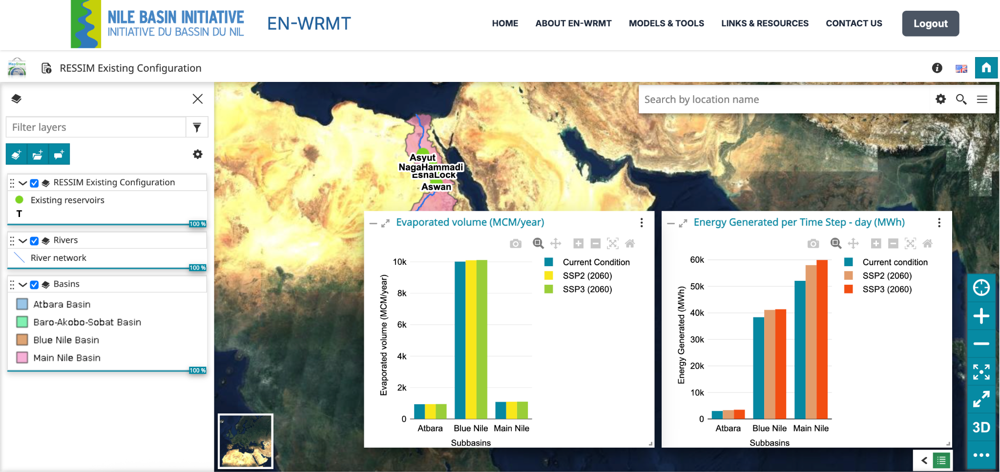 NILE BASIN INITIATIVE
INITIATIVE DU BASSIN DU NIL
EN-WRMT
HOME ABOUT EN-WRMT MODELS & TOOLS LINKS & RESOURCES CONTACT US Logout
MapStore
RESSIM Existing Configuration
Filter layers
RESSIM Existing Configuration
Existing reservoirs
T
100 %
Rivers
River network
100 %
Basins
Atbara Basin
Baro-Akobo-Sobat Basin
Blue Nile Basin
Main Nile Basin
100 %
Search by location name
Asyut
NagaHammadi
EsnaLock
Aswan
Evaporated volume (MCM/year)
Evaporated volume (MCM/year)
10k
8k
6k
4k
2k
0
Atbara Blue Nile Main Nile
Subbasins
Current Condition
SSP2 (2060)
SSP3 (2060)
Energy Generated per Time Step - day (MWh)
Energy Generated (MWh)
60k
50k
40k
30k
20k
10k
0
Atbara Blue Nile Main Nile
Subbasins
Current condition
SSP2 (2060)
SSP3 (2060)
3D